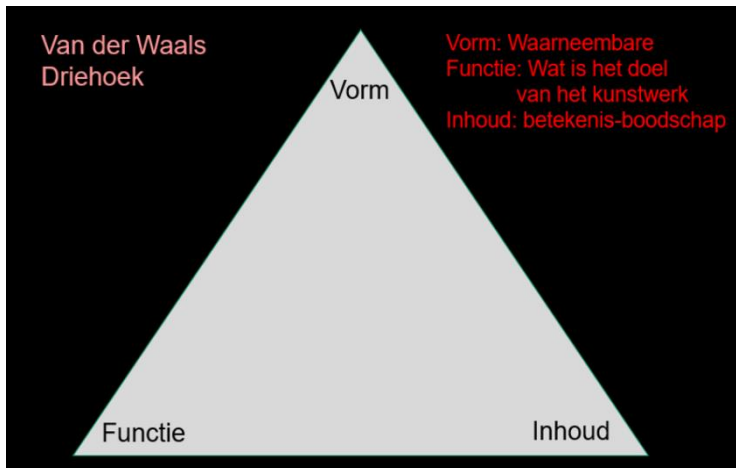 Van der Waals
Driehoek
Vorm: Waarneembare
Functie: Wat is het doel
van het kunstwerk
Inhoud: betekenis-boodschap
Vorm
Functie
Inhoud